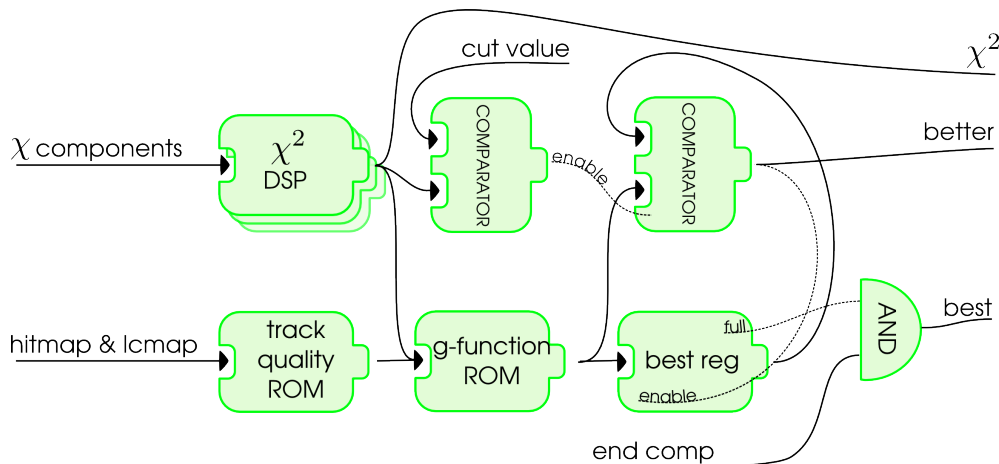 cut value
χ²
better
χ components
χ²
DSP
COMPARATOR
enable
COMPARATOR
hitmap & lcmap
track
quality
ROM
g-function
ROM
full
best reg
enable
AND
best
end comp